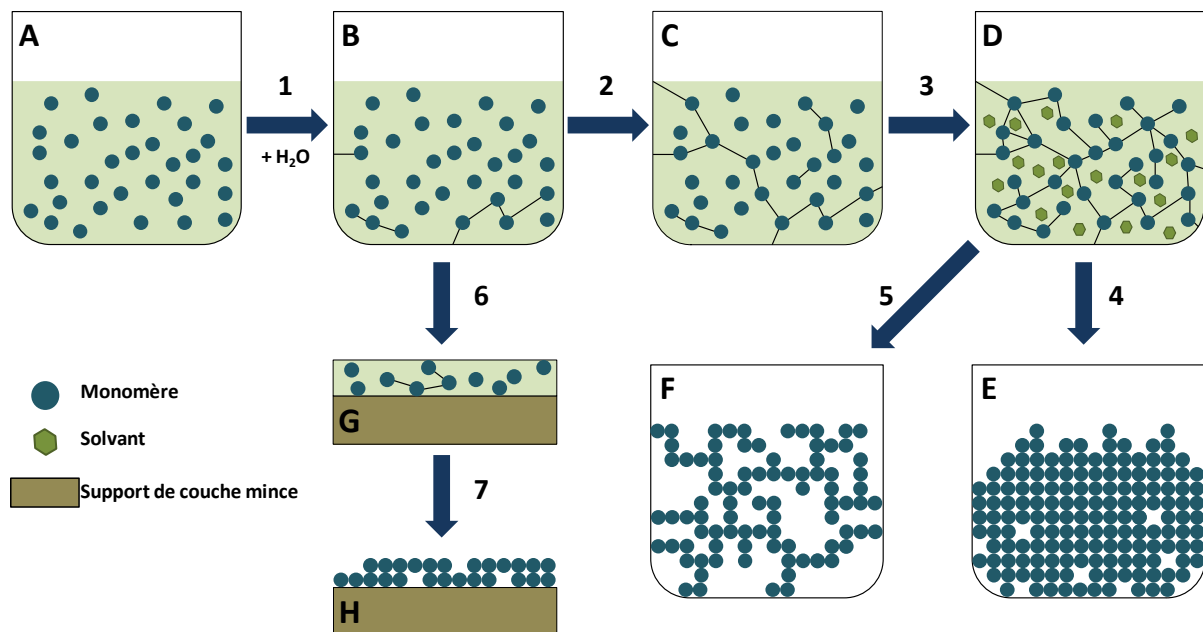 A
B
C
D
1
+ H₂O
2
3
6
5
4
Monomère
Solvant
Support de couche mince
G
7
H
F
E